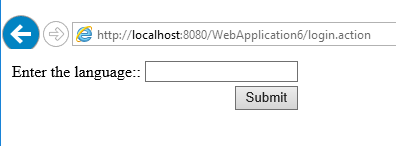 http://localhost:8080/WebApplication6/login.action
Enter the language::
Submit